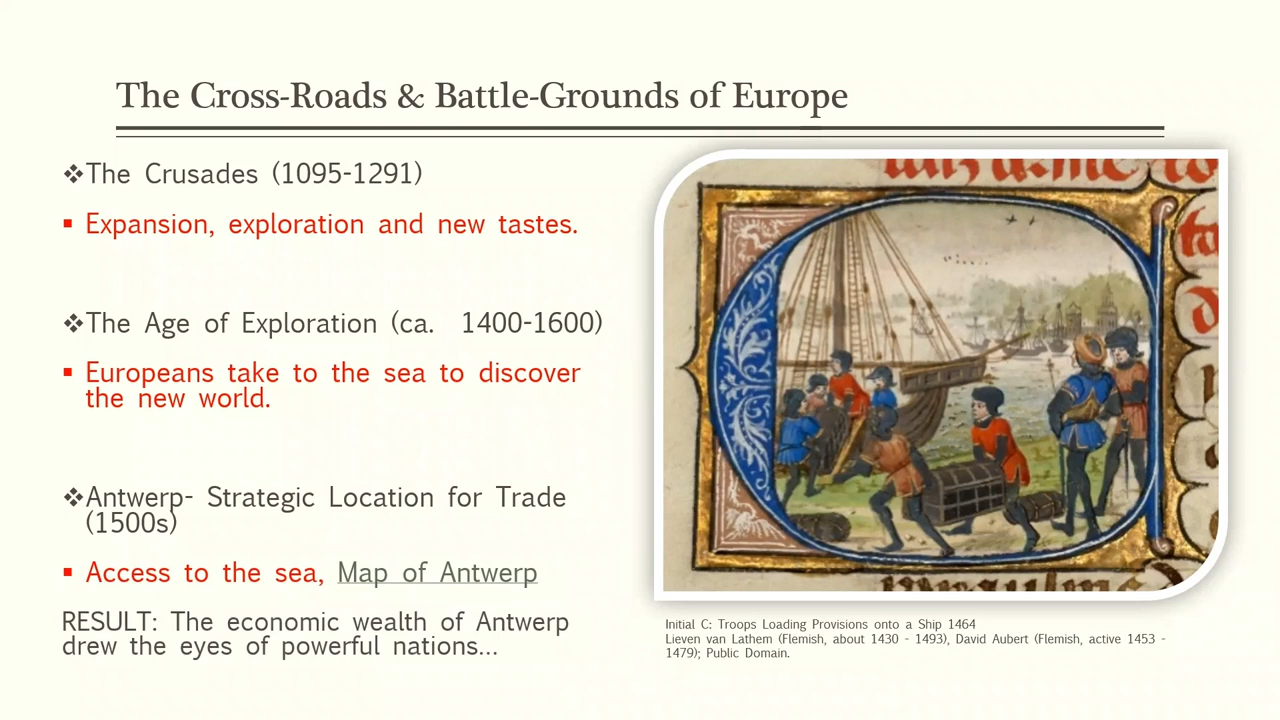 The Cross-Roads & Battle-Grounds of Europe
❖The Crusades (1095-1291)
▪ Expansion, exploration and new tastes.
❖The Age of Exploration (ca. 1400-1600)
▪ Europeans take to the sea to discover
the new world.
❖Antwerp- Strategic Location for Trade
(1500s)
▪ Access to the sea, Map of Antwerp
RESULT: The economic wealth of Antwerp
drew the eyes of powerful nations...
Initial C: Troops Loading Provisions onto a Ship 1464
Lieven van Lathem (Flemish, about 1430 - 1493), David Aubert (Flemish, active 1453 -
1479); Public Domain.